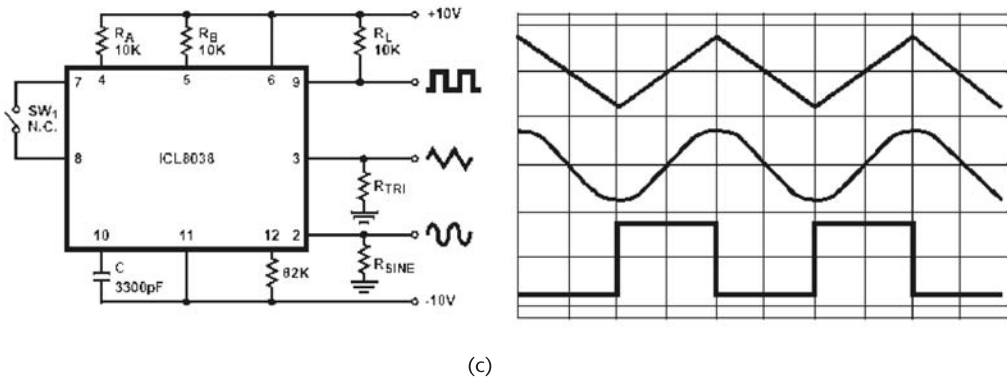 +10V
RA
10K
RB
10K
RL
10K
4
5
6
9
7
SW1
N.C.
8
ICL8038
3
RTRI
10
11
12
2
C
3300pF
82K
RSINE
-10V
(c)